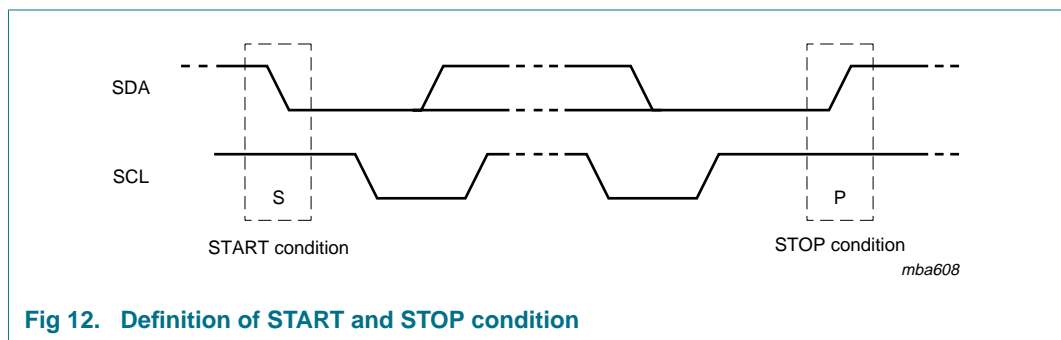 SDA
SCL
S
P
START condition
STOP condition
mba608
Fig 12. Definition of START and STOP condition